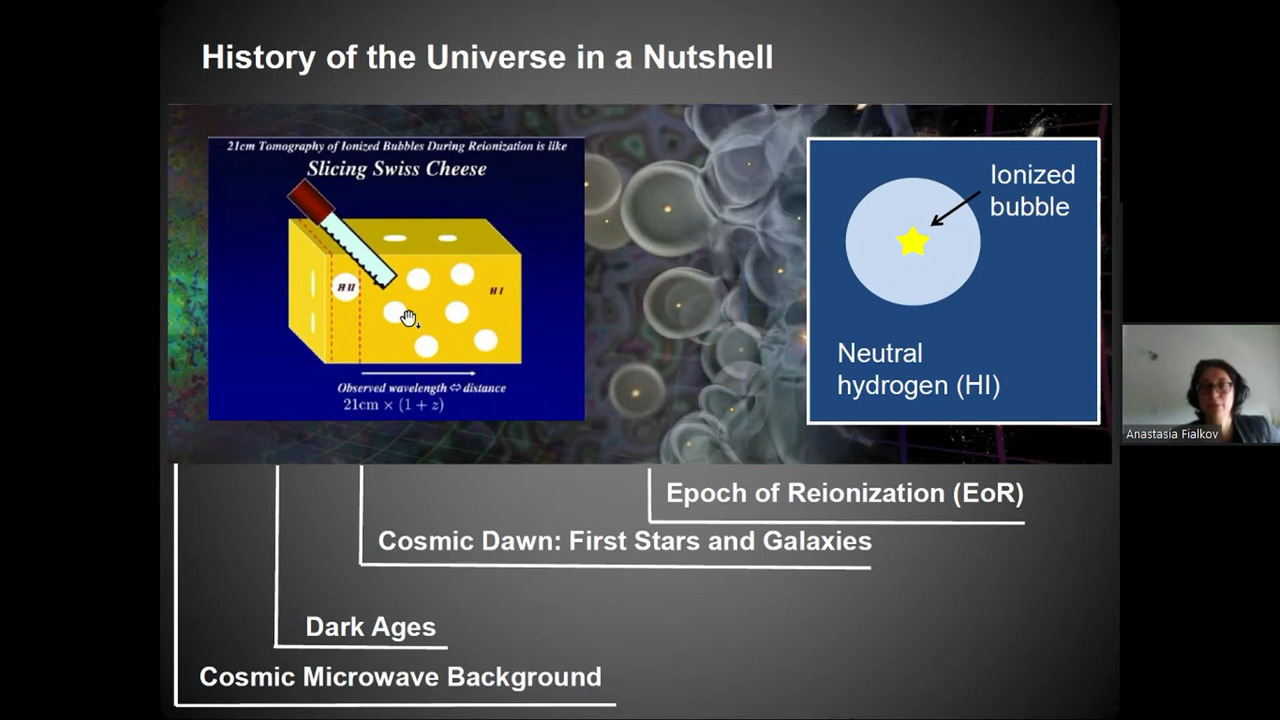 History of the Universe in a Nutshell
21cm Tomography of Ionized Bubbles During Reionization is like
Slicing Swiss Cheese
H II
H I
Observed wavelength ⇔ distance
21cm × (1 + z)
Ionized
bubble
Neutral
hydrogen (HI)
Anastasia Fialkov
Epoch of Reionization (EoR)
Cosmic Dawn: First Stars and Galaxies
Dark Ages
Cosmic Microwave Background